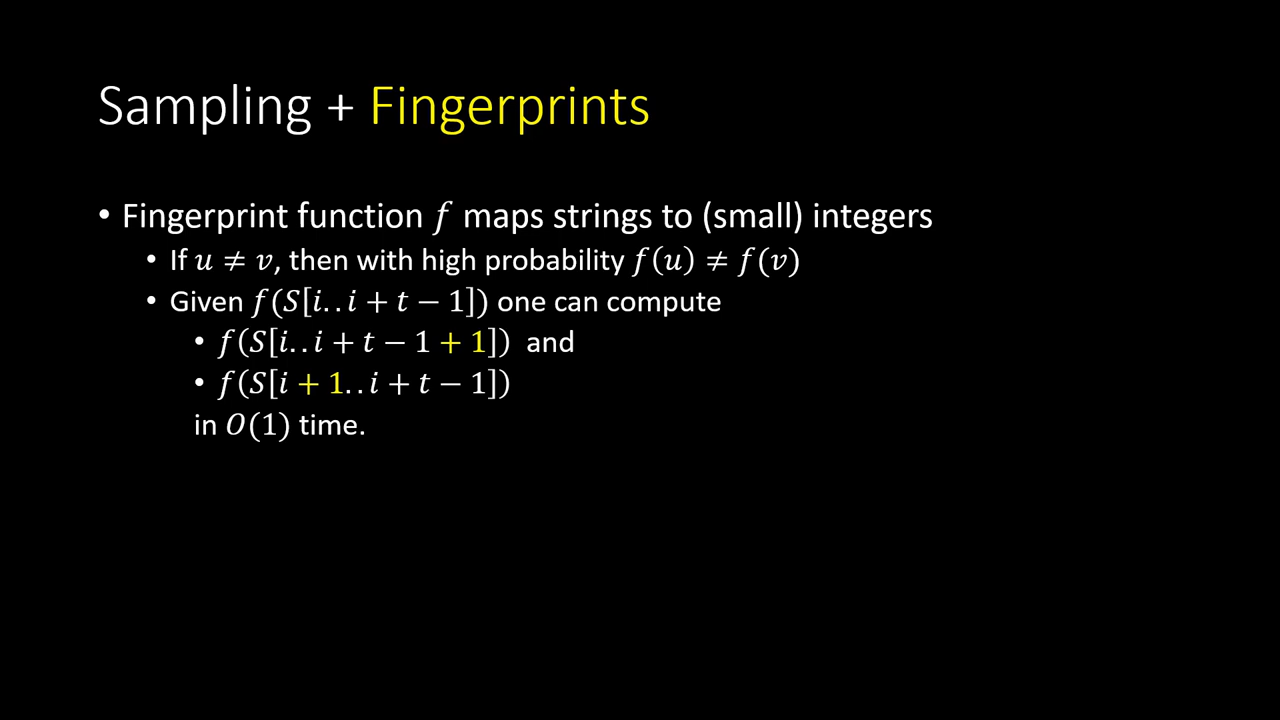 Sampling + Fingerprints
• Fingerprint function 𝑓 maps strings to (small) integers
• If 𝑢 ≠ 𝑣, then with high probability 𝑓(𝑢) ≠ 𝑓(𝑣)
• Given 𝑓(𝑆[𝑖..𝑖 + 𝑡 − 1]) one can compute
• 𝑓(𝑆[𝑖..𝑖 + 𝑡 − 1 + 1]) and
• 𝑓(𝑆[𝑖 + 1..𝑖 + 𝑡 − 1])
in 𝑂(1) time.